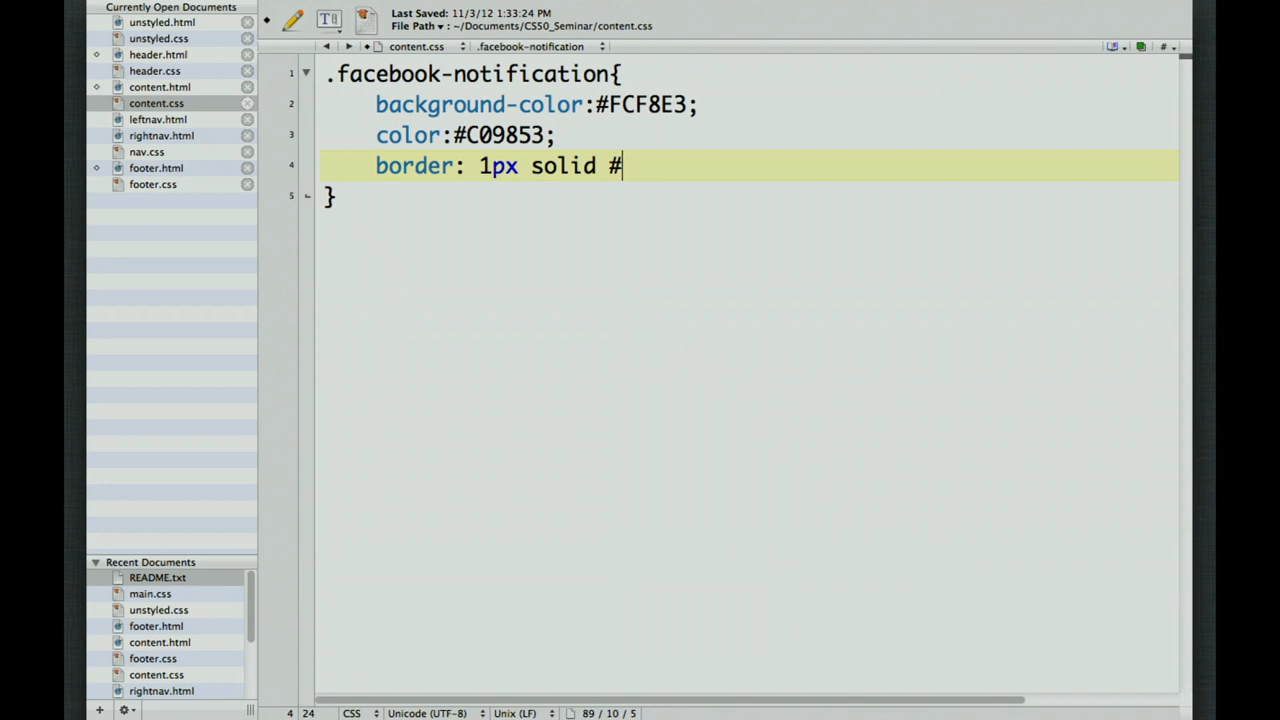 Currently Open Documents
unstyled.html
unstyled.css
header.html
header.css
content.html
content.css
leftnav.html
rightnav.html
nav.css
footer.html
footer.css
Recent Documents
README.txt
main.css
unstyled.css
footer.html
content.html
footer.css
content.css
rightnav.html
Last Saved: 11/3/12 1:33:24 PM
File Path ▾ : ~/Documents/CS50_Seminar/content.css
content.css .facebook-notification #
1 .facebook-notification{
2 background-color:#FCF8E3;
3 color:#C09853;
4 border: 1px solid #
5 }
4 24 CSS Unicode (UTF-8) Unix (LF) 89 / 10 / 5